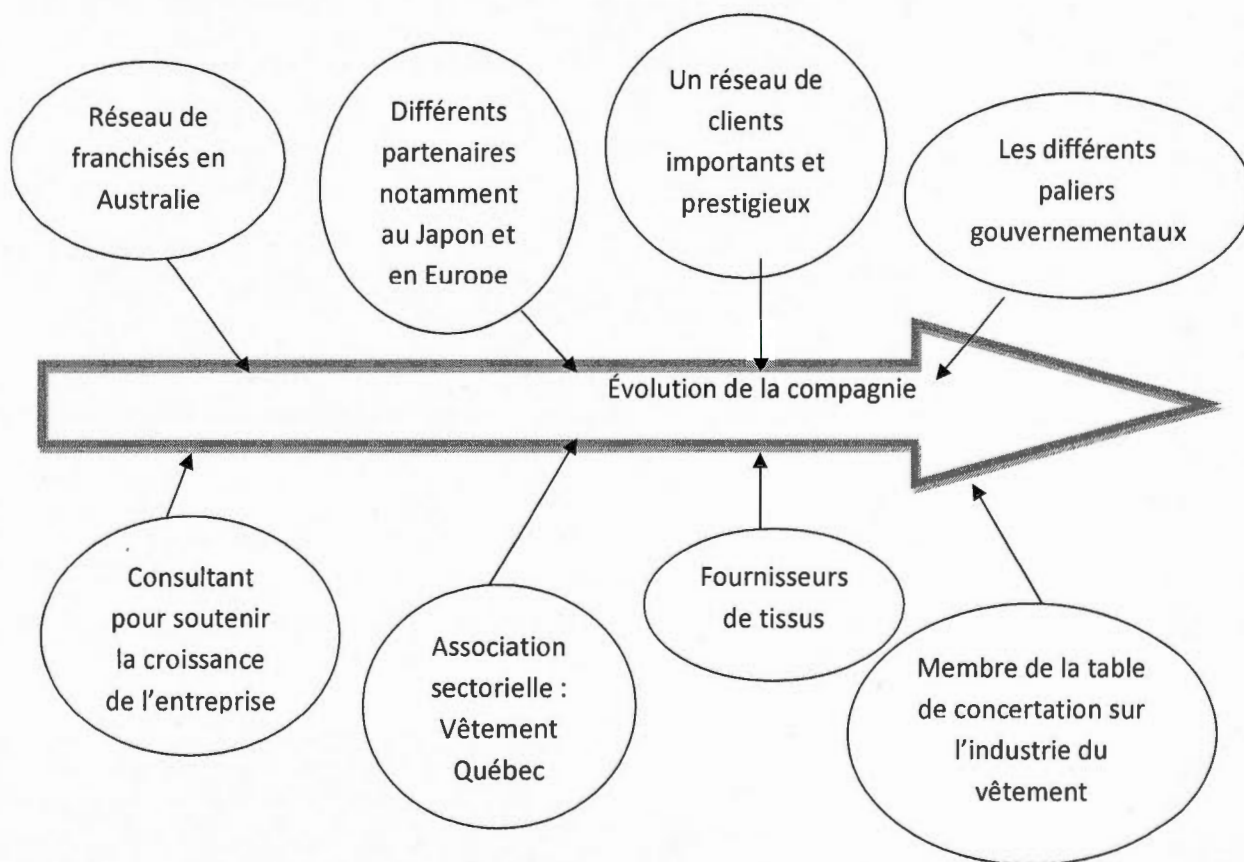 Réseau de
franchisés en
Australie
Différents
partenaires
notamment
au Japon et
en Europe
Un réseau de
clients
importants et
prestigieux
Les différents
paliers
gouvernementaux
Évolution de la compagnie
Consultant
pour soutenir
la croissance
de l'entreprise
Association
sectorielle :
Vêtement
Québec
Fournisseurs
de tissus
Membre de la table
de concertation sur
l'industrie du
vêtement